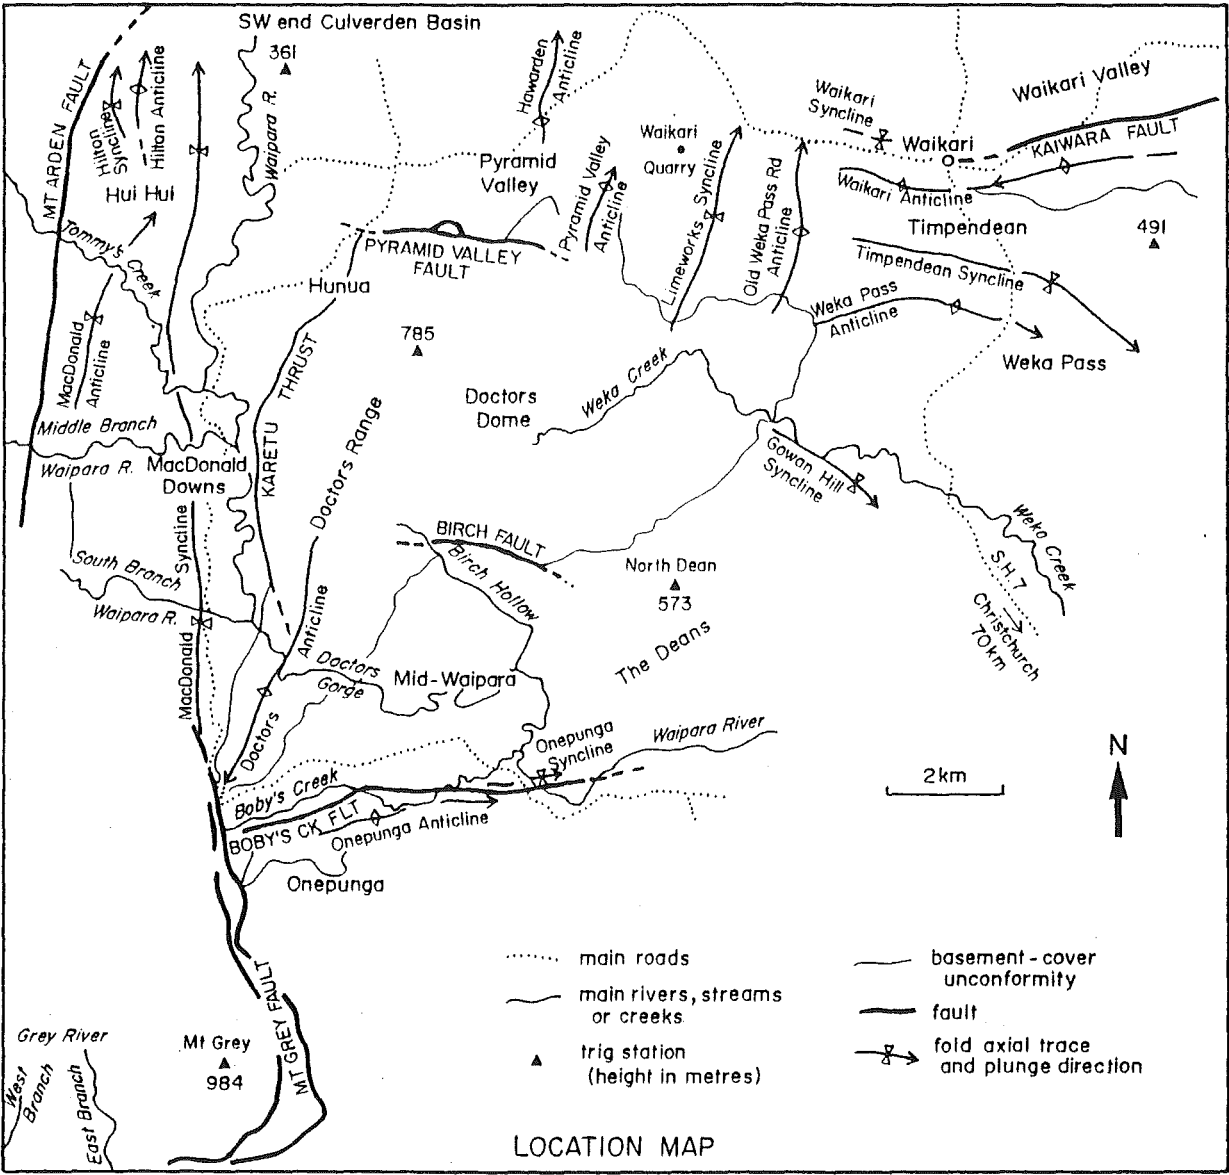 SW end Culverden Basin
361
MT ARDEN FAULT
Hilton
Syncline
Hilton Anticline
Waipara R.
Hui Hui
Tommy's Creek
Hawarden
Anticline
Pyramid
Valley
Pyramid Valley
Anticline
Waikari
Quarry
Limeworks Syncline
Old Weka Pass Rd
Anticline
Waikari
Syncline
Waikari
Waikari Valley
KAIWARA FAULT
Waikari Anticline
Timpendean
491
Timpendean Syncline
Weka Pass
Anticline
Weka Pass
PYRAMID VALLEY
FAULT
Hunua
785
MacDonald
Anticline
KARETU THRUST
Doctors Range
Doctors
Dome
Weka Creek
Middle Branch
Waipara R.
MacDonald
Downs
Gowan Hill
Syncline
Weka Creek
S.H. 7
Christchurch
70km
BIRCH FAULT
Birch Hollow
North Dean
573
The Deans
South Branch
Waipara R.
MacDonald Syncline
Doctors Anticline
Doctors
Gorge
Mid-Waipara
Onepunga
Syncline
Waipara River
Boby's Creek
BOBY'S CK FLT
Onepunga Anticline
Onepunga
2km
N
MT GREY FAULT
Mt Grey
984
Grey River
West
Branch
East Branch
main roads
main rivers, streams
or creeks
trig station
(height in metres)
basement-cover
unconformity
fault
fold axial trace
and plunge direction
LOCATION MAP